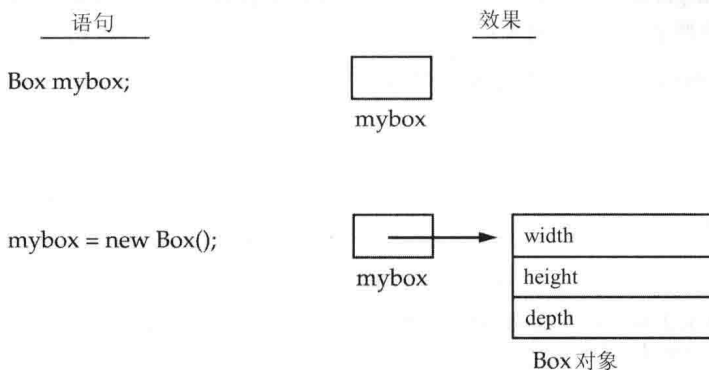 语句 效果
Box mybox;
mybox
mybox = new Box();
mybox
width
height
depth
Box对象